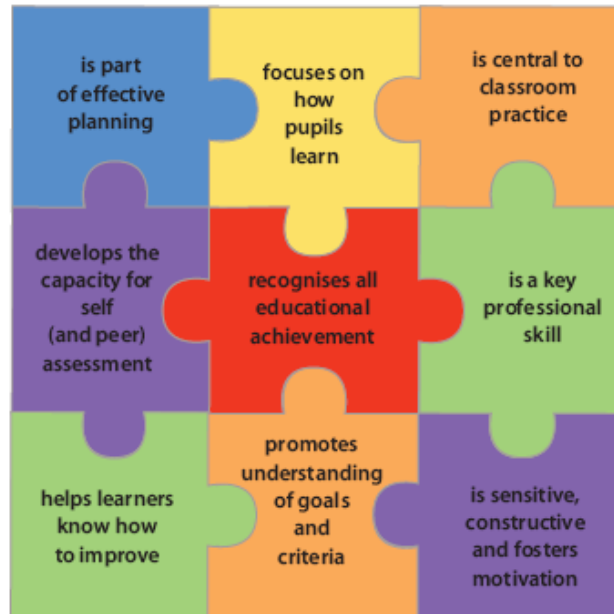 is part
of effective
planning
focuses on
how
pupils
learn
is central to
classroom
practice
develops the
capacity for
self
(and peer)
assessment
recognises all
educational
achievement
is a key
professional
skill
helps learners
know how
to improve
promotes
understanding
of goals
and
criteria
is sensitive,
constructive
and fosters
motivation